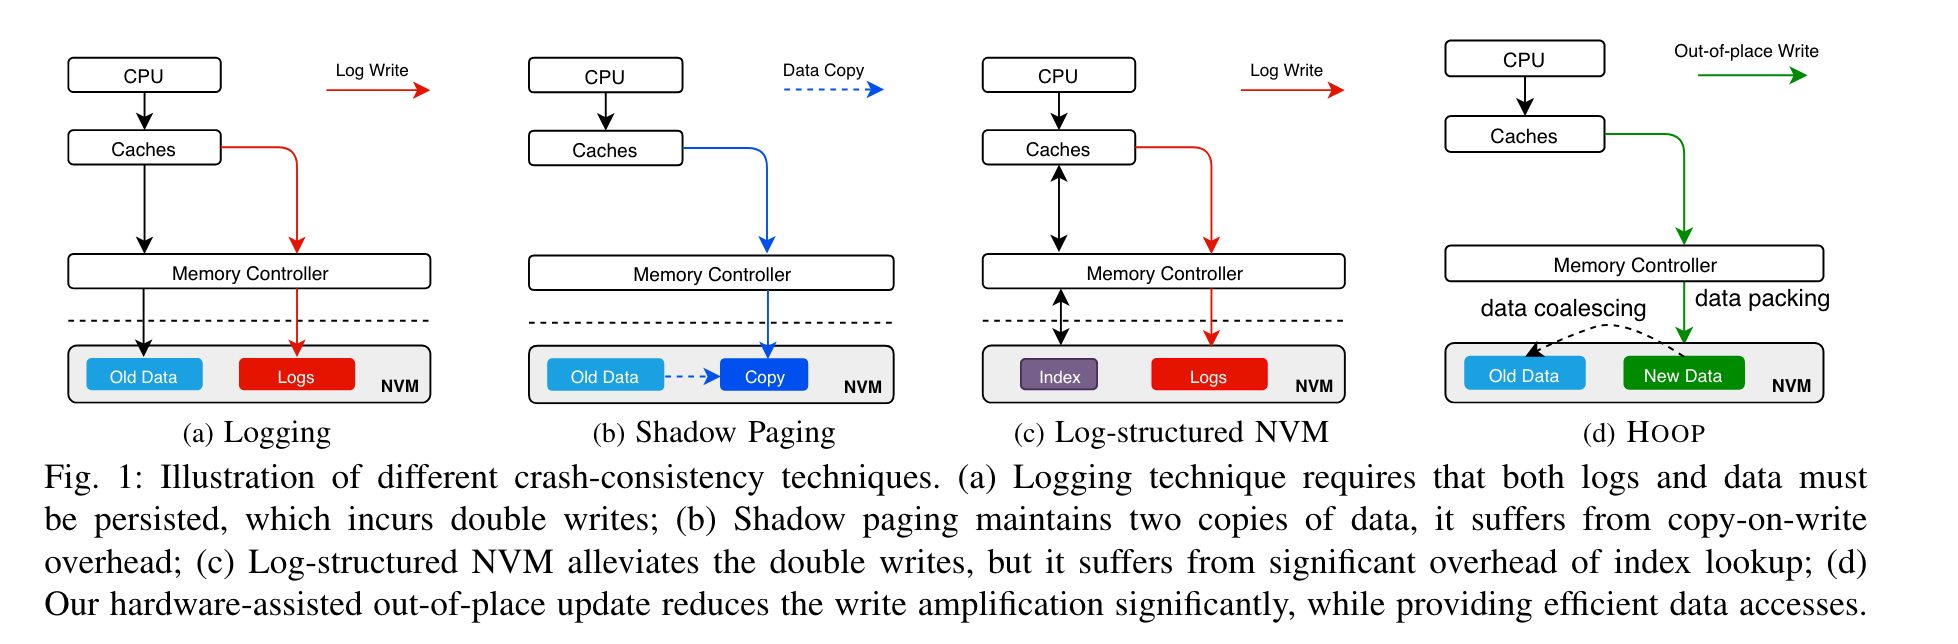 CPU
Log Write
Caches
Memory Controller
Old Data
Logs
NVM
(a) Logging
CPU
Data Copy
Caches
Memory Controller
Old Data
Copy
NVM
(b) Shadow Paging
CPU
Log Write
Caches
Memory Controller
Index
Logs
NVM
(c) Log-structured NVM
CPU
Out-of-place Write
Caches
Memory Controller
data coalescing
data packing
Old Data
New Data
NVM
(d) HOOP
Fig. 1: Illustration of different crash-consistency techniques. (a) Logging technique requires that both logs and data must
be persisted, which incurs double writes; (b) Shadow paging maintains two copies of data, it suffers from copy-on-write
overhead; (c) Log-structured NVM alleviates the double writes, but it suffers from significant overhead of index lookup; (d)
Our hardware-assisted out-of-place update reduces the write amplification significantly, while providing efficient data accesses.